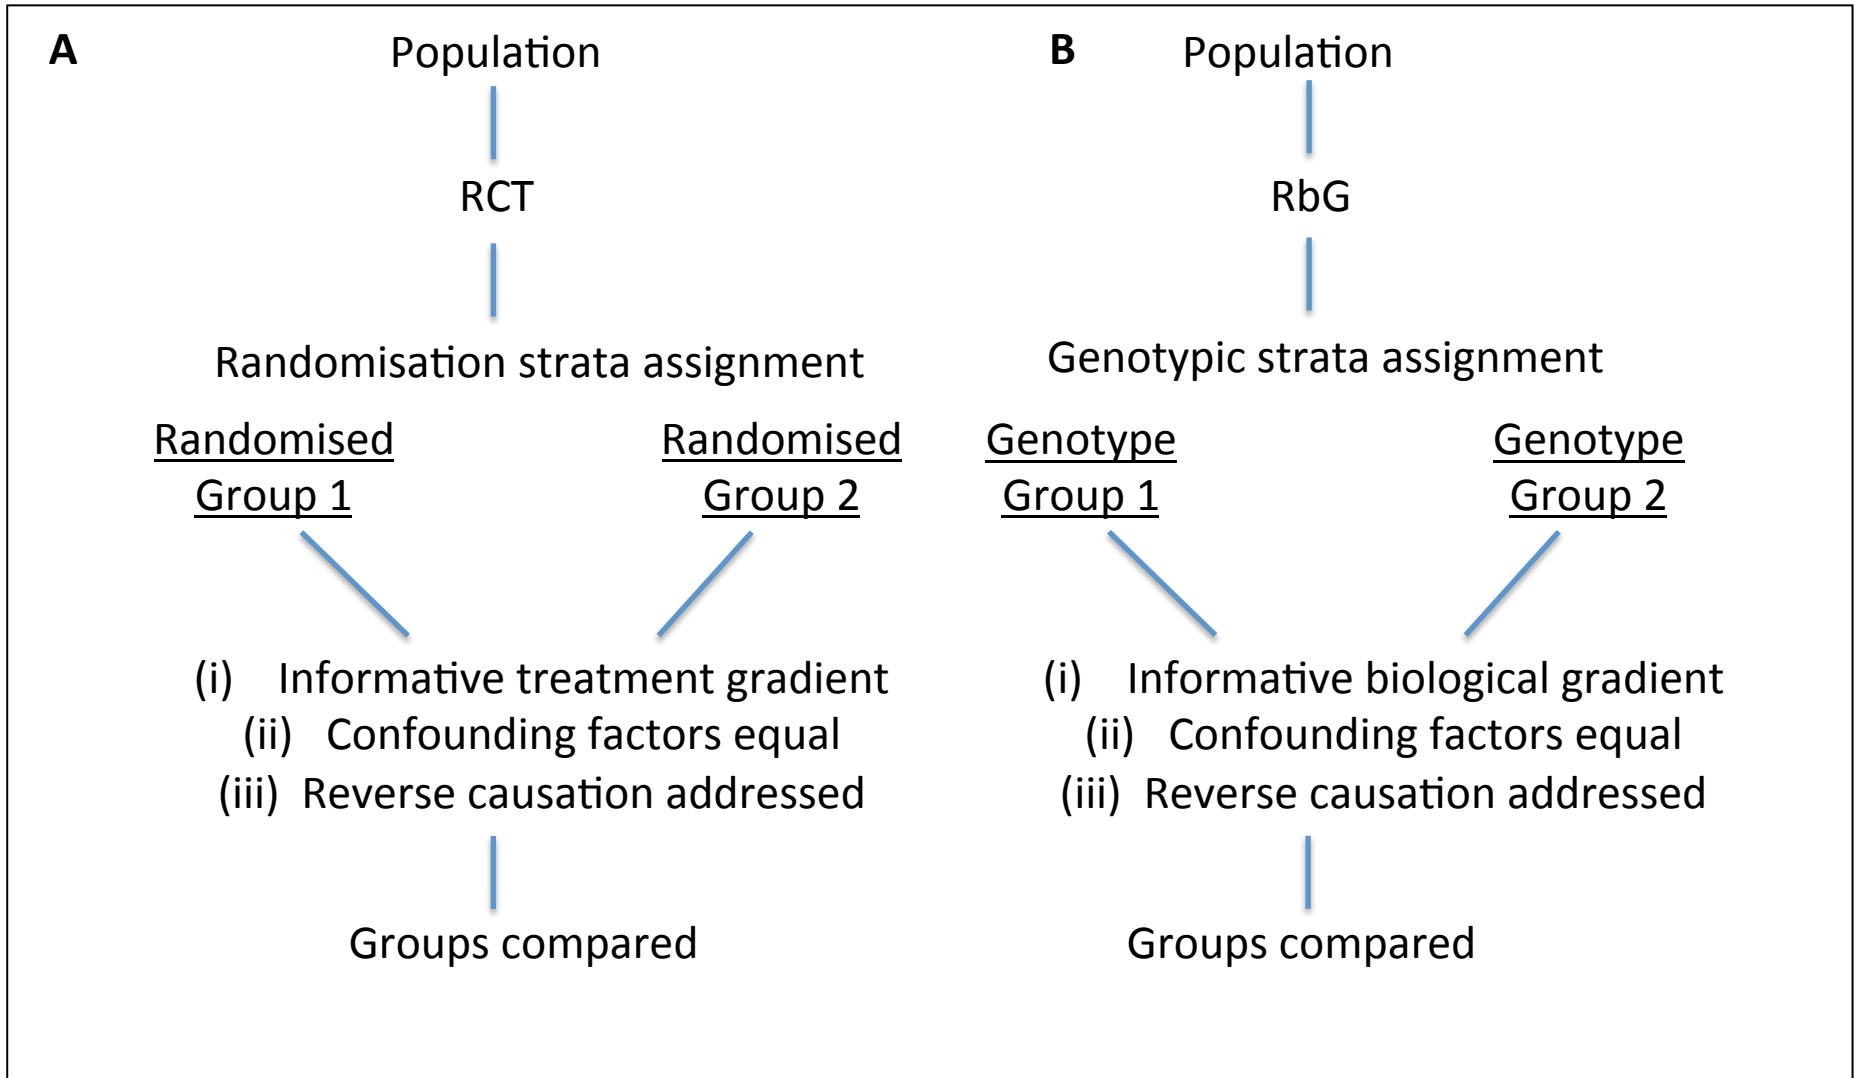 A
Population
RCT
Randomisation strata assignment
Randomised
Group 1
Randomised
Group 2
(i) Informative treatment gradient
(ii) Confounding factors equal
(iii) Reverse causation addressed
Groups compared
B
Population
RbG
Genotypic strata assignment
Genotype
Group 1
Genotype
Group 2
(i) Informative biological gradient
(ii) Confounding factors equal
(iii) Reverse causation addressed
Groups compared